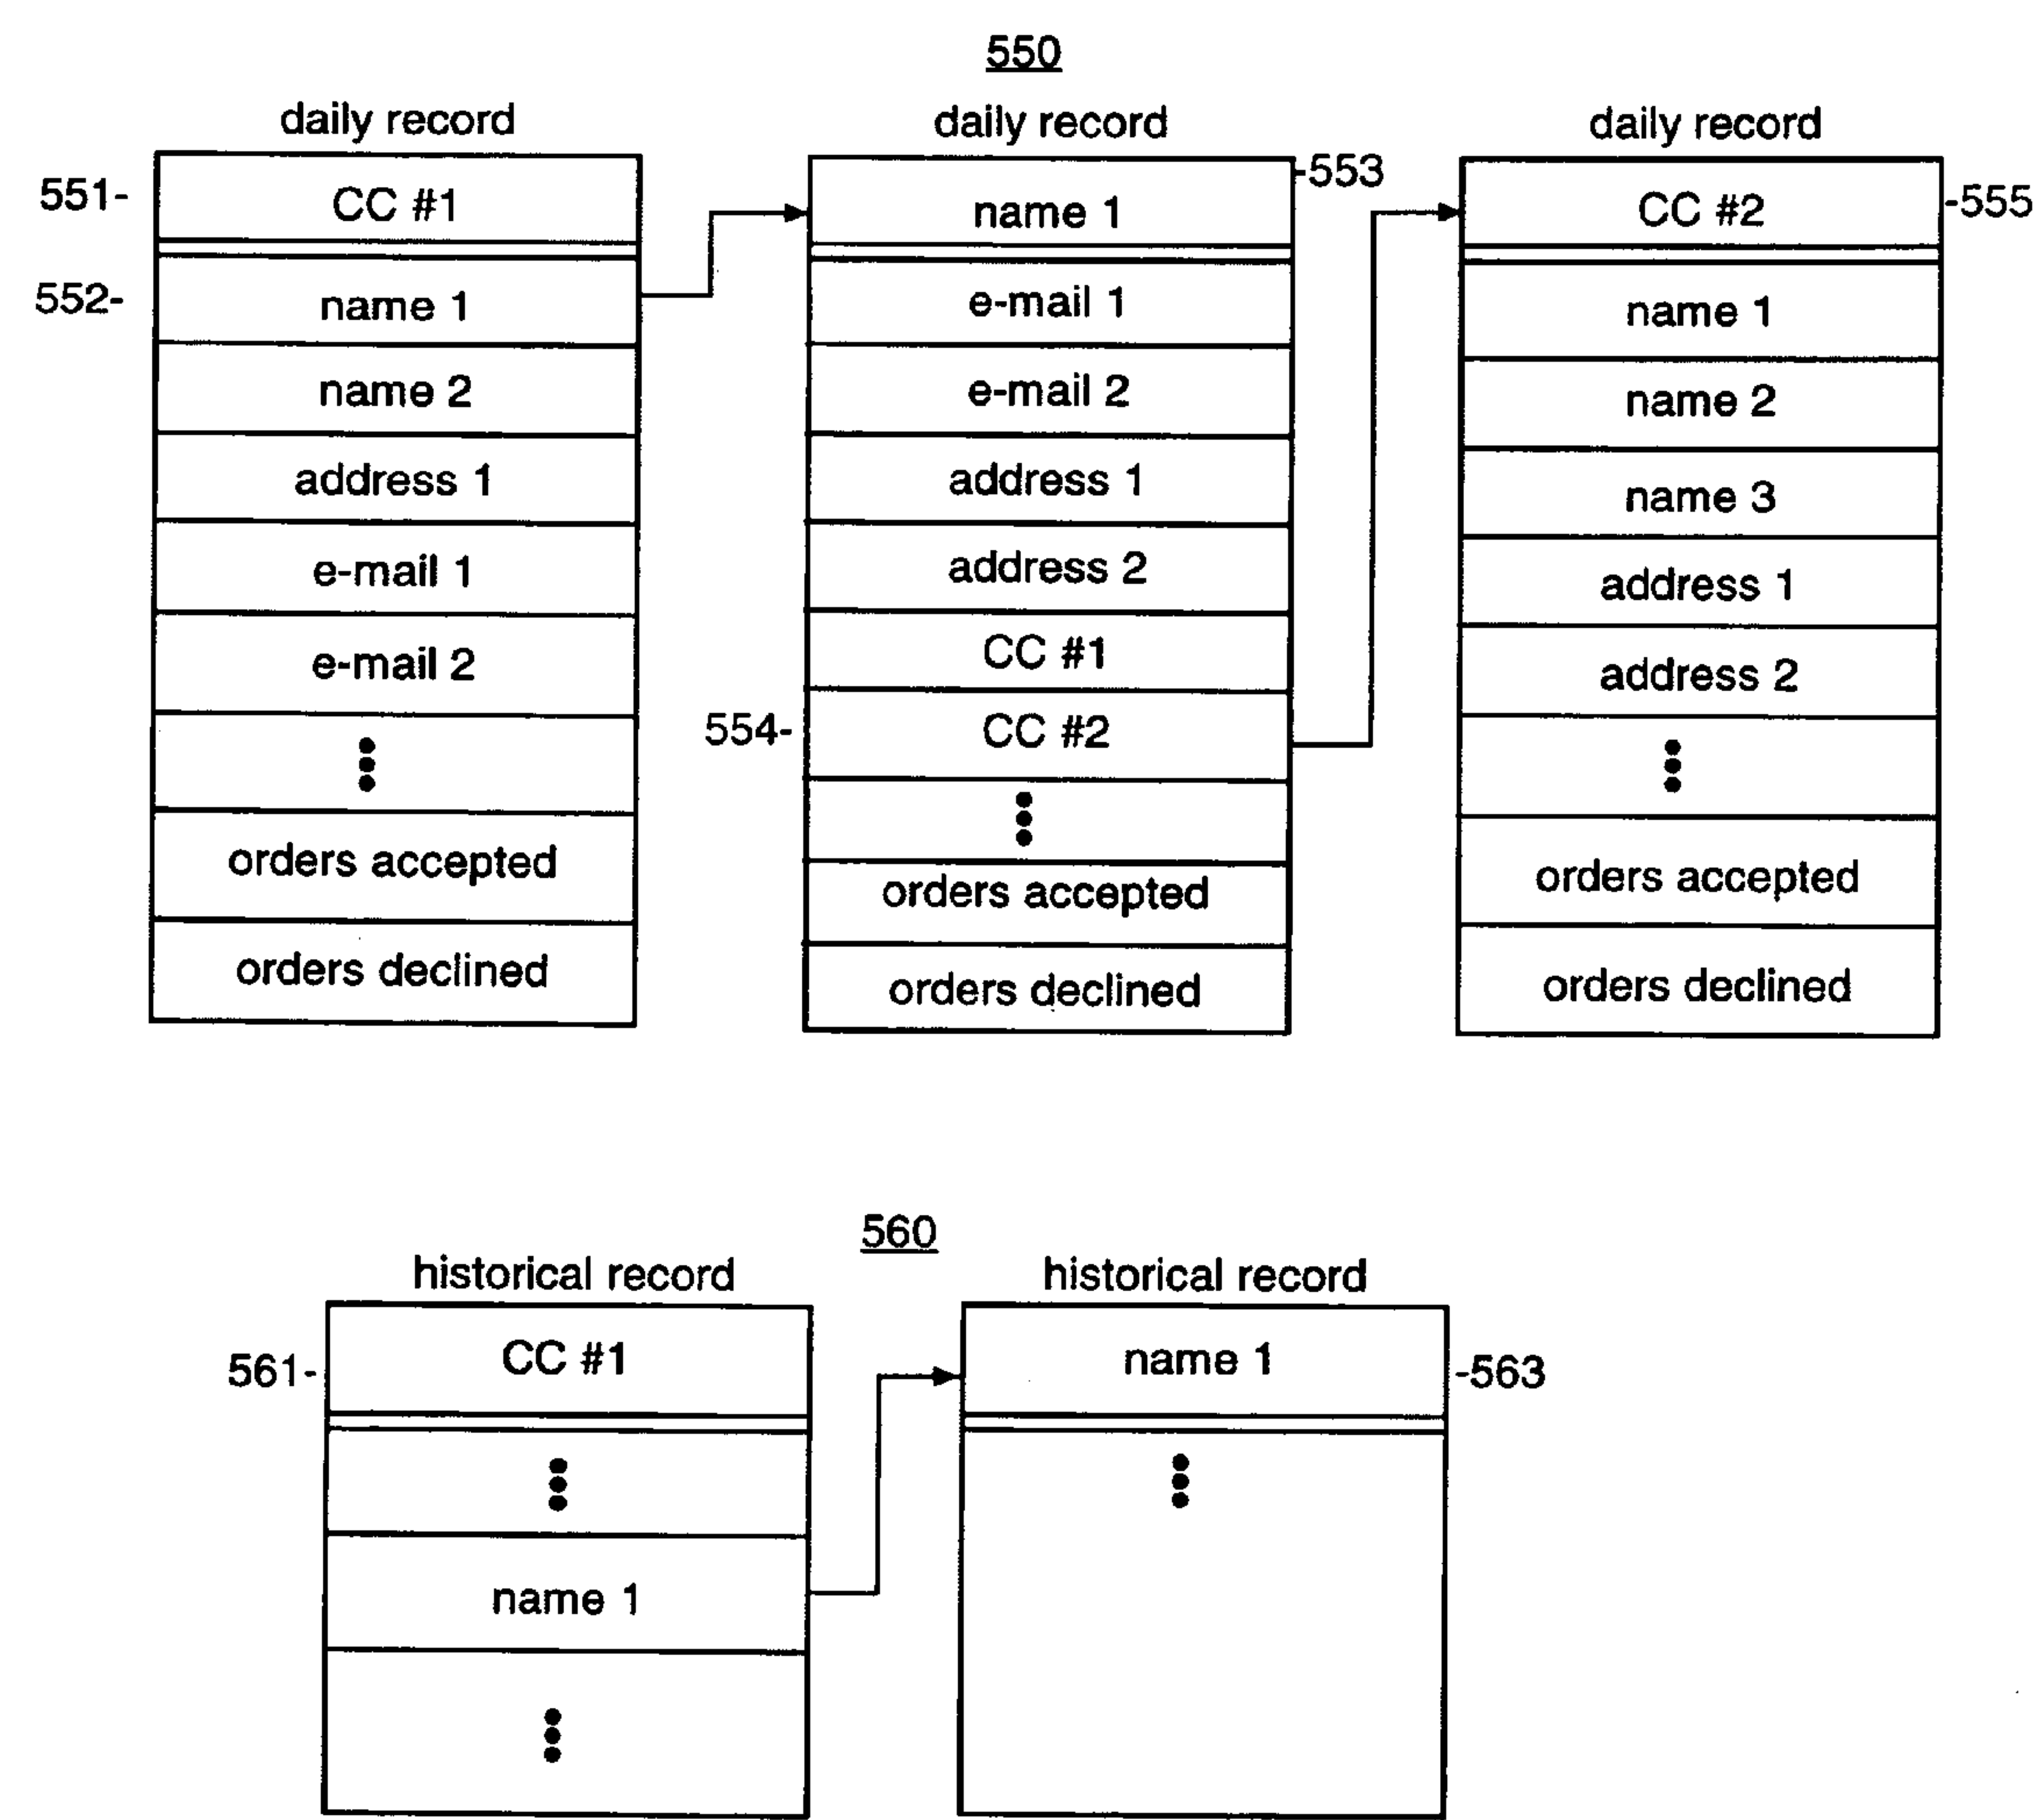 550
daily record
551-
CC #1
552-
name 1
name 2
address 1
e-mail 1
e-mail 2
orders accepted
orders declined
daily record
-553
name 1
e-mail 1
e-mail 2
address 1
address 2
CC #1
554-
CC #2
orders accepted
orders declined
daily record
CC #2
-555
name 1
name 2
name 3
address 1
address 2
orders accepted
orders declined
560
historical record
561-
CC #1
name 1
historical record
name 1
-563